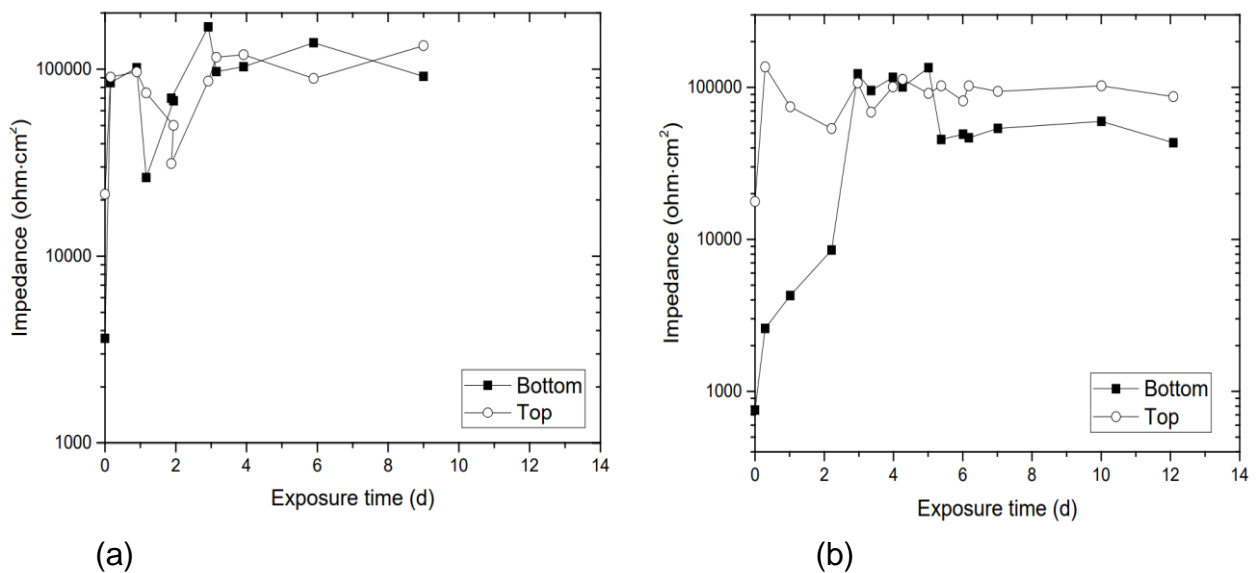 Impedance (ohm·cm²)
100000
10000
1000
0
2
4
6
8
10
12
14
Exposure time (d)
Bottom
Top
(a)
Impedance (ohm·cm²)
100000
10000
1000
0
2
4
6
8
10
12
14
Exposure time (d)
Bottom
Top
(b)